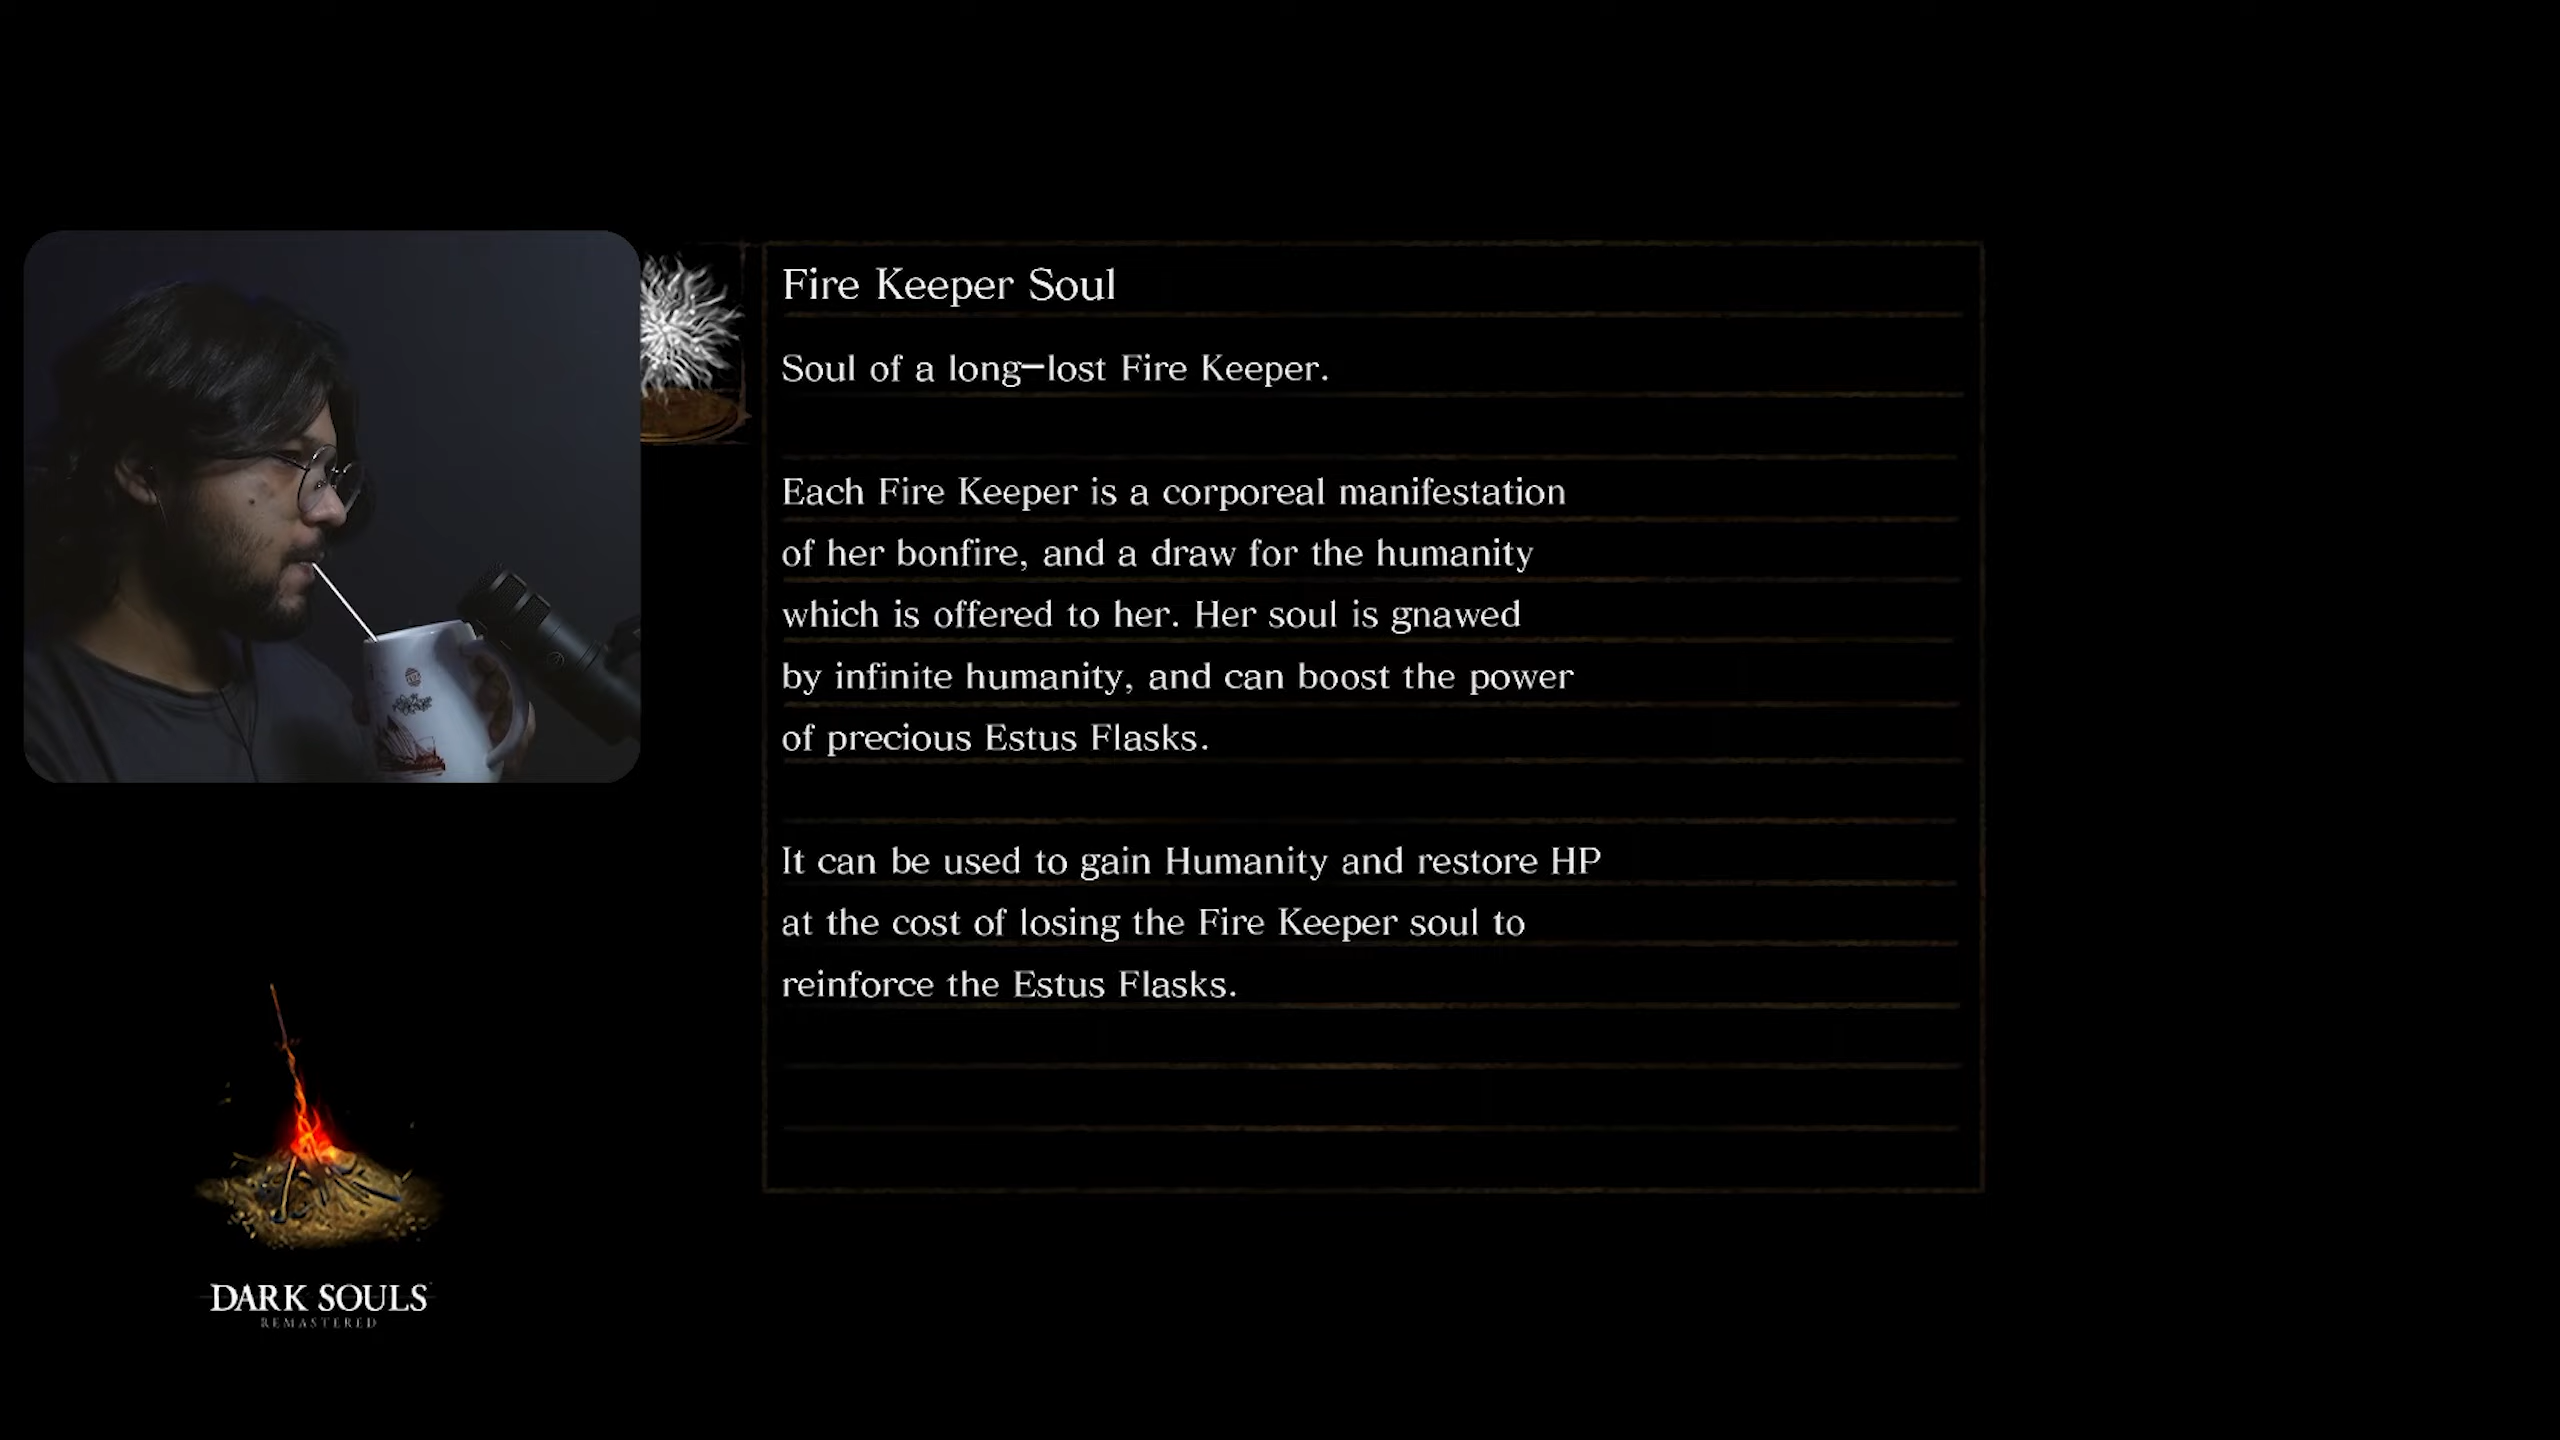 Fire Keeper Soul
Soul of a long-lost Fire Keeper.
Each Fire Keeper is a corporeal manifestation
of her bonfire, and a draw for the humanity
which is offered to her. Her soul is gnawed
by infinite humanity, and can boost the power
of precious Estus Flasks.
It can be used to gain Humanity and restore HP
at the cost of losing the Fire Keeper soul to
reinforce the Estus Flasks.
DARK SOULS
REMASTERED